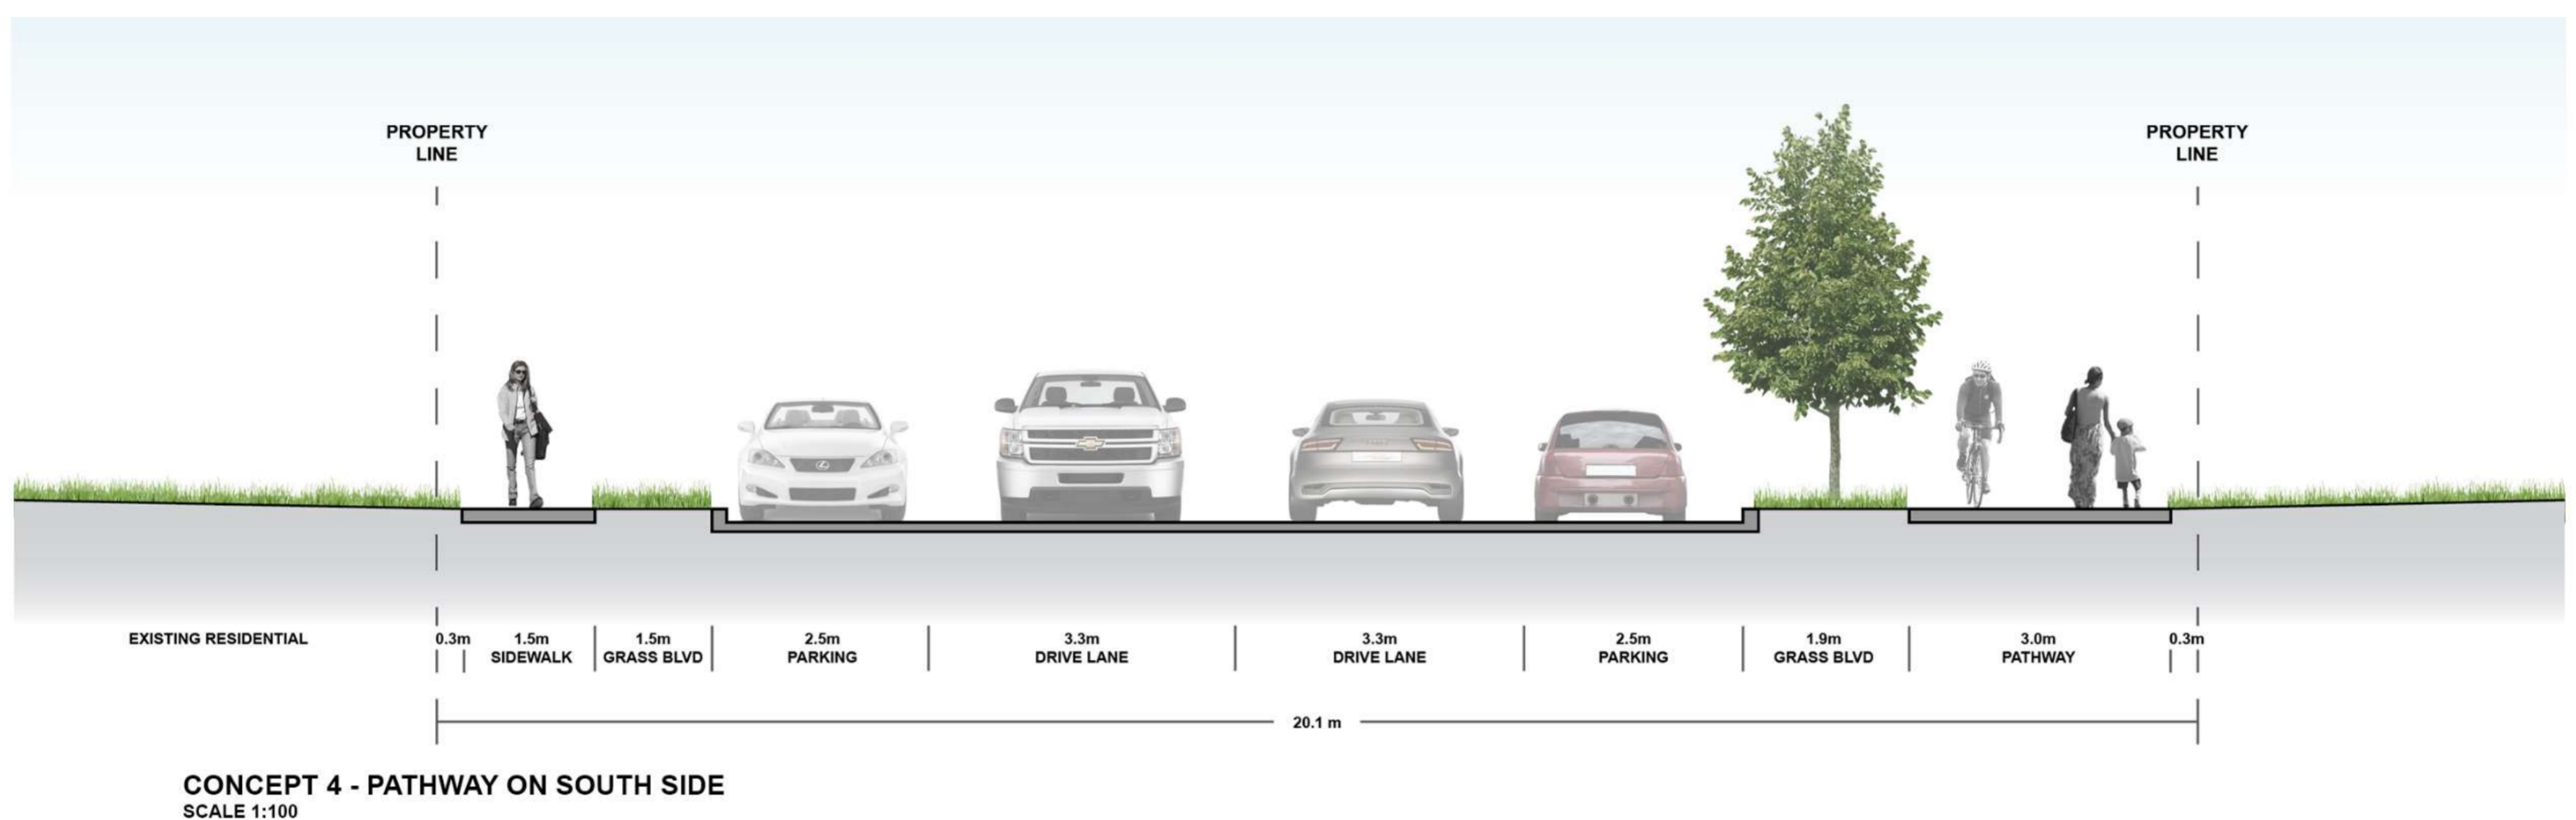 PROPERTY
LINE
PROPERTY
LINE
EXISTING RESIDENTIAL
0.3m
1.5m
SIDEWALK
1.5m
GRASS BLVD
2.5m
PARKING
3.3m
DRIVE LANE
3.3m
DRIVE LANE
2.5m
PARKING
1.9m
GRASS BLVD
3.0m
PATHWAY
0.3m
20.1 m
CONCEPT 4 - PATHWAY ON SOUTH SIDE
SCALE 1:100